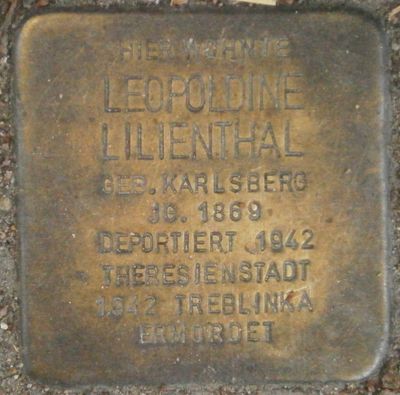 HIER WOHNTE
LEOPOLDINE
LILIENTHAL
GEB. KARLSBERG
JG. 1869
DEPORTIERT 1942
THERESIENSTADT
1942 TREBLINKA
ERMORDET